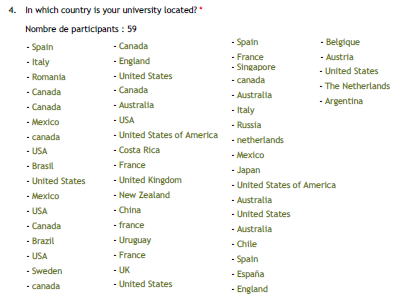 4. In which country is your university located? *
Nombre de participants : 59
- Spain
- Italy
- Romania
- Canada
- Canada
- Mexico
- canada
- USA
- Brasil
- United States
- Mexico
- USA
- Canada
- Brazil
- USA
- Sweden
- canada
- Canada
- England
- United States
- Canada
- Australia
- USA
- United States of America
- Costa Rica
- France
- United Kingdom
- New Zealand
- China
- france
- Uruguay
- France
- UK
- United States
- Spain
- France
- Singapore
- canada
- Australia
- Italy
- Russia
- netherlands
- Mexico
- Japan
- United States of America
- Australia
- United States
- Australia
- Chile
- Spain
- España
- England
- Belgique
- Austria
- United States
- The Netherlands
- Argentina